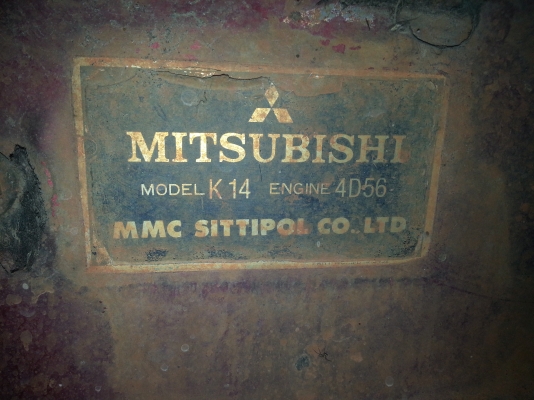 MITSUBISHI
MODEL K14 ENGINE 4D56
MMC SITTIPOL CO., LTD